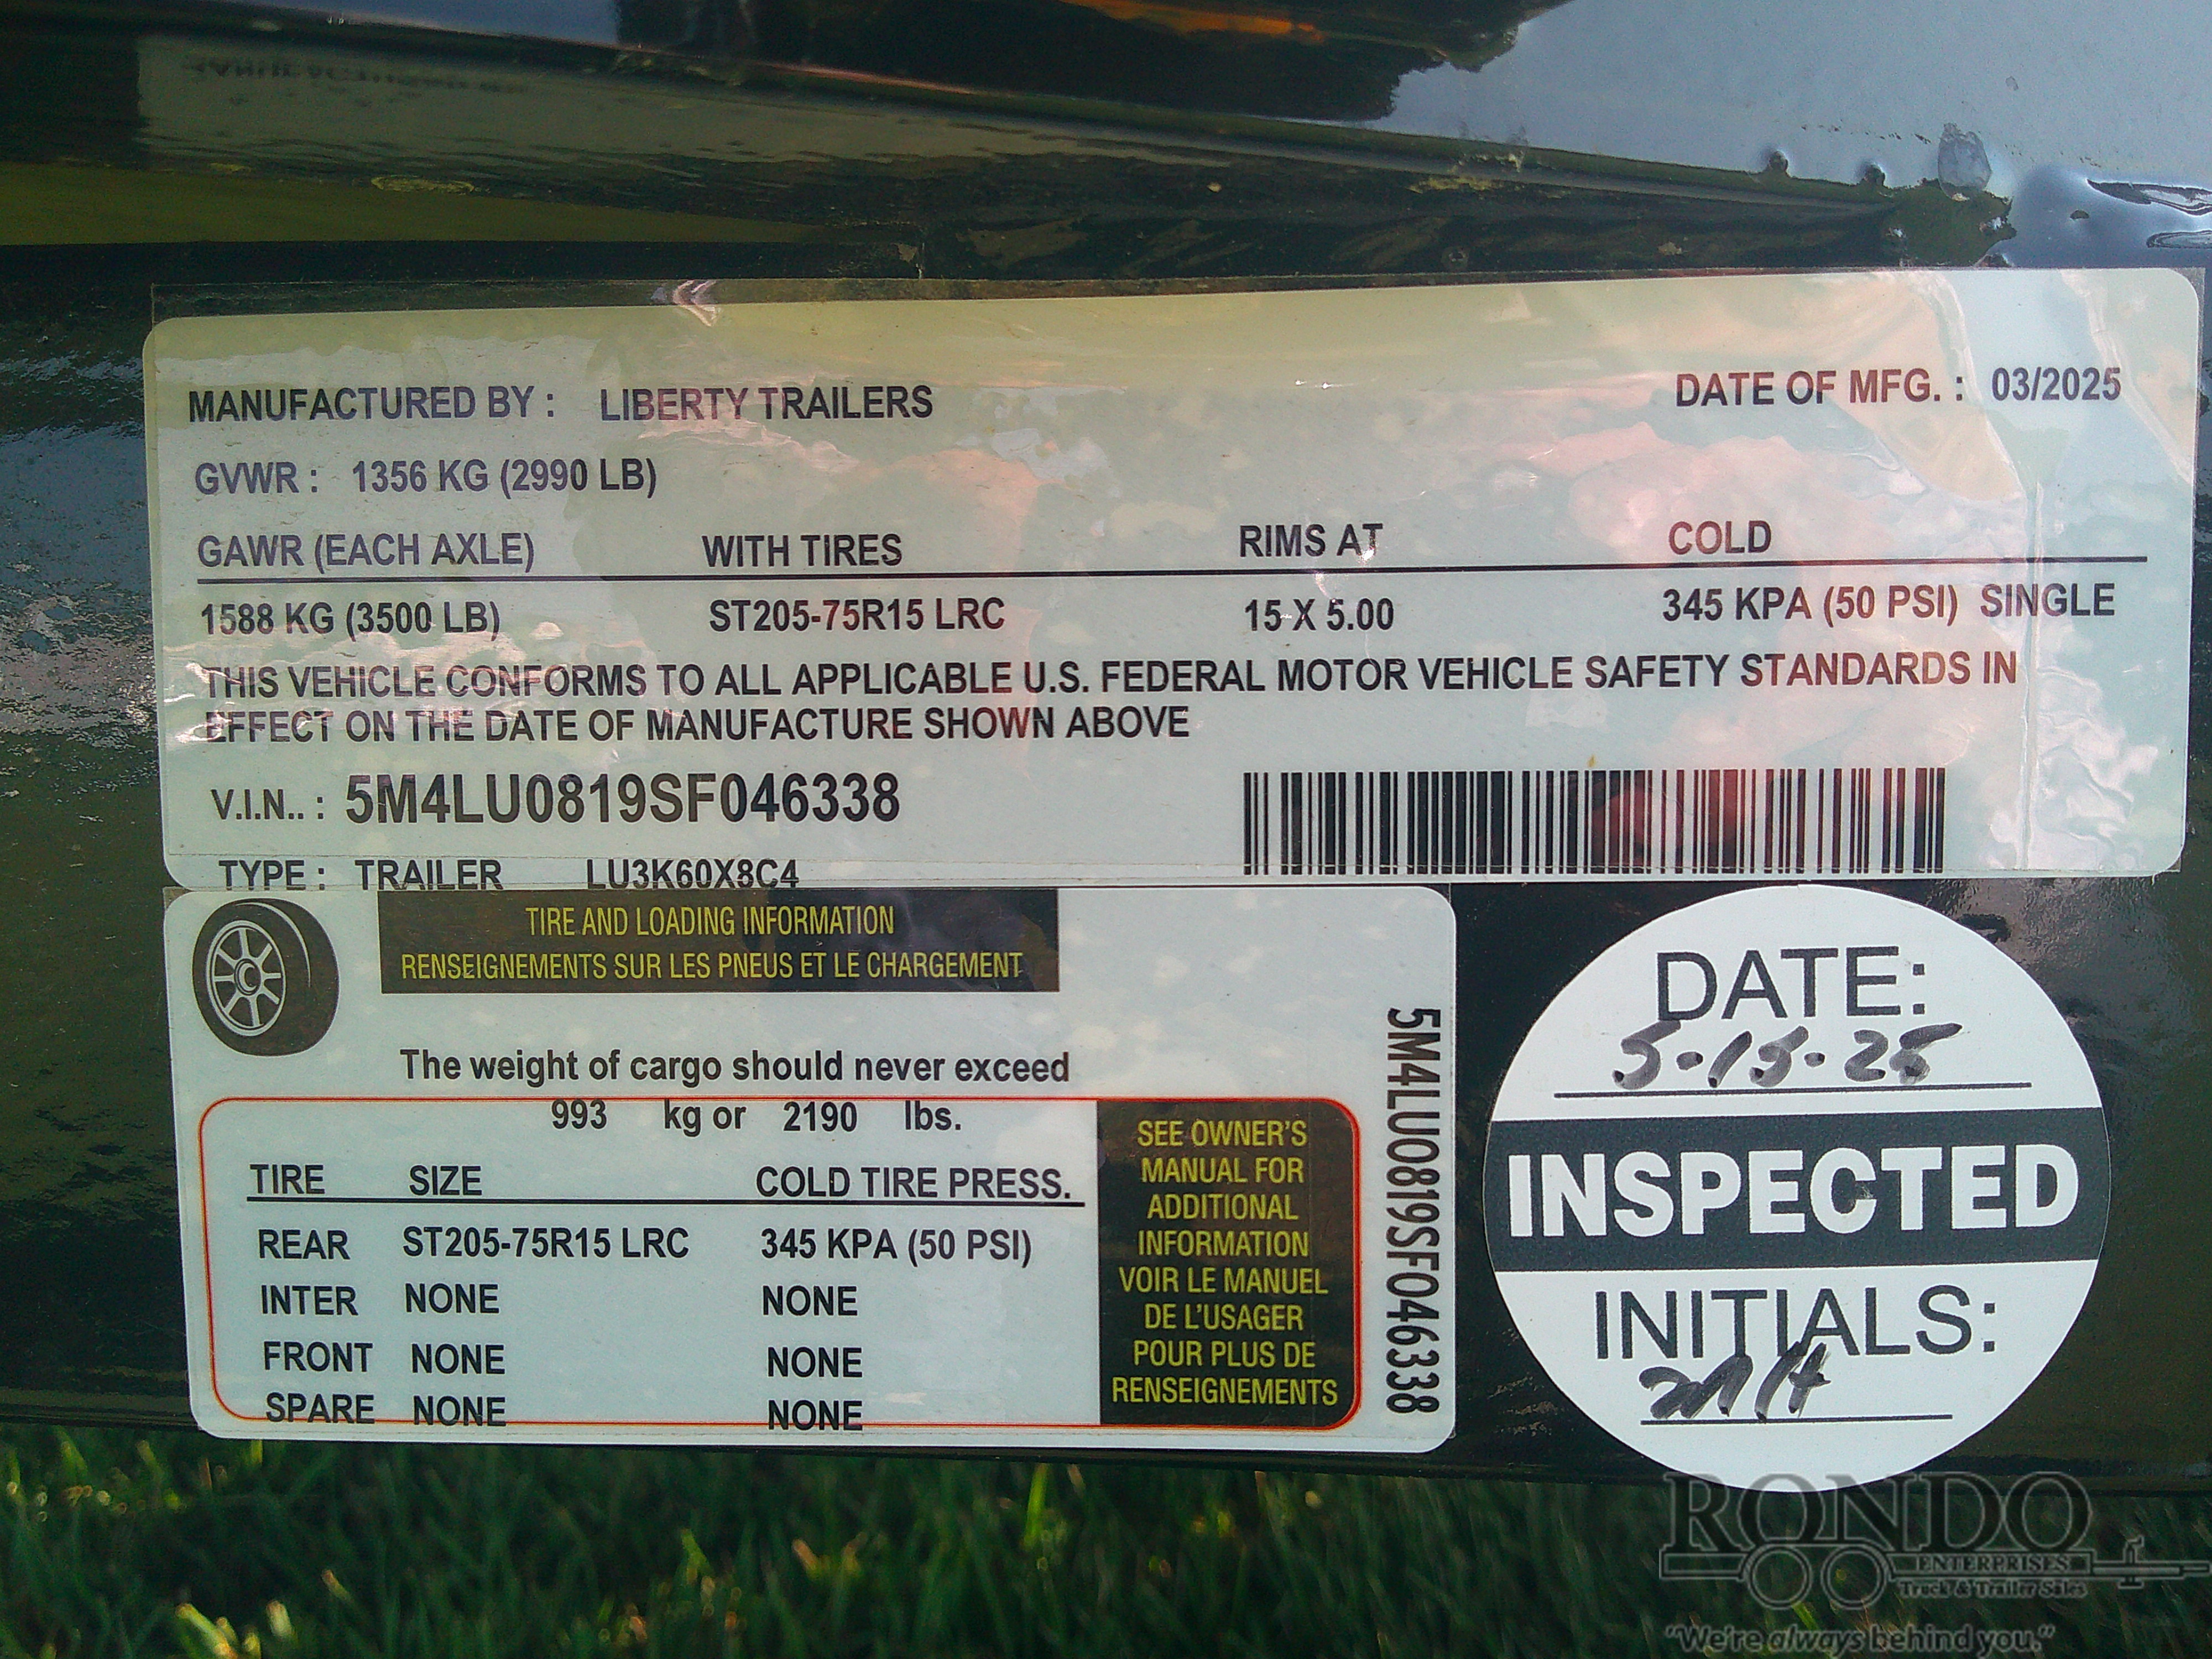 MANUFACTURED BY : LIBERTY TRAILERS DATE OF MFG. : 03/2025
GVWR : 1356 KG (2990 LB)
GAWR (EACH AXLE) WITH TIRES RIMS AT COLD
1588 KG (3500 LB) ST205-75R15 LRC 15 X 5.00 345 KPA (50 PSI) SINGLE
THIS VEHICLE CONFORMS TO ALL APPLICABLE U.S. FEDERAL MOTOR VEHICLE SAFETY STANDARDS IN
EFFECT ON THE DATE OF MANUFACTURE SHOWN ABOVE
V.I.N.. : 5M4LU0819SF046338
TYPE : TRAILER LU3K60X8C4
TIRE AND LOADING INFORMATION
RENSEIGNEMENTS SUR LES PNEUS ET LE CHARGEMENT
The weight of cargo should never exceed
993 kg or 2190 lbs.
TIRE SIZE COLD TIRE PRESS.
REAR ST205-75R15 LRC 345 KPA (50 PSI)
INTER NONE NONE
FRONT NONE NONE
SPARE NONE NONE
SEE OWNER'S
MANUAL FOR
ADDITIONAL
INFORMATION
VOIR LE MANUEL
DE L'USAGER
POUR PLUS DE
RENSEIGNEMENTS
5M4LU0819SF046338
DATE:
5-15-25
INSPECTED
INITIALS:
RONDO
ENTERPRISES
Truck & Trailer Sales
"We're always behind you."